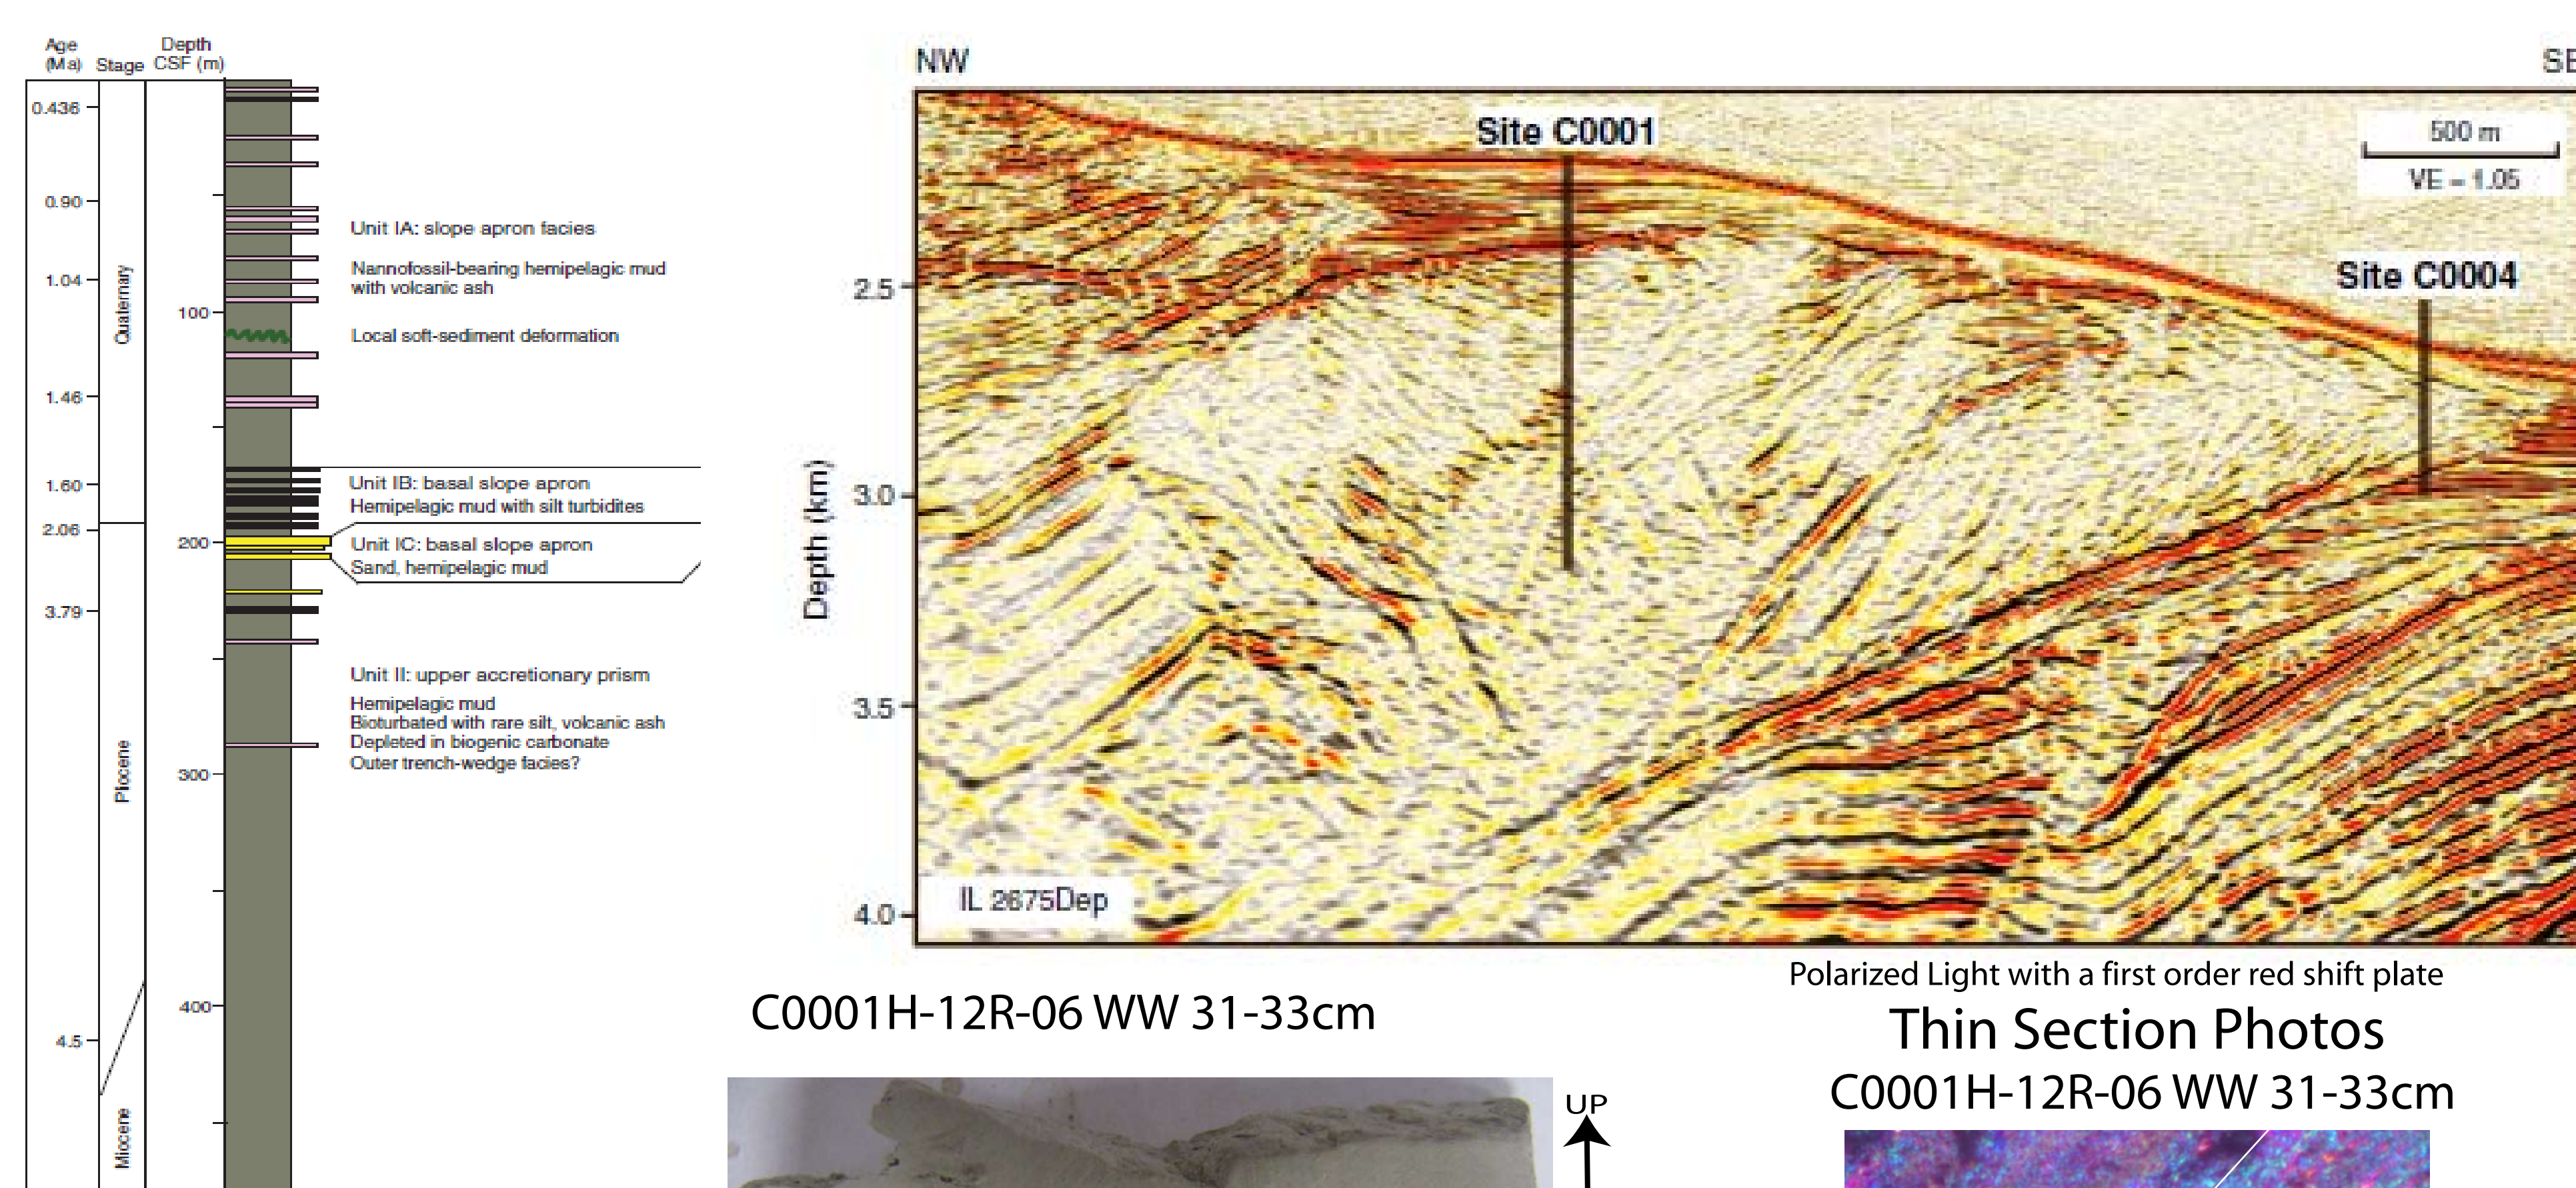 Age
(Ma)
Stage
Depth
CSF (m)
0.436
0.90
1.04
1.46
1.60
2.06
3.79
4.5
Quaternary
Pliocene
Miocene
100
200
300
400
Unit IA: slope apron facies
Nannofossil-bearing hemipelagic mud
with volcanic ash
Local soft-sediment deformation
Unit IB: basal slope apron
Hemipelagic mud with silt turbidites
Unit IC: basal slope apron
Sand, hemipelagic mud
Unit II: upper accretionary prism
Hemipelagic mud
Bioturbated with rare silt, volcanic ash
Depleted in biogenic carbonate
Outer trench-wedge facies?
NW
SE
Site C0001
500 m
VE = 1.05
Site C0004
Depth (km)
2.5
3.0
3.5
4.0
IL 2675Dep
C0001H-12R-06 WW 31-33cm
UP
Polarized Light with a first order red shift plate
Thin Section Photos
C0001H-12R-06 WW 31-33cm